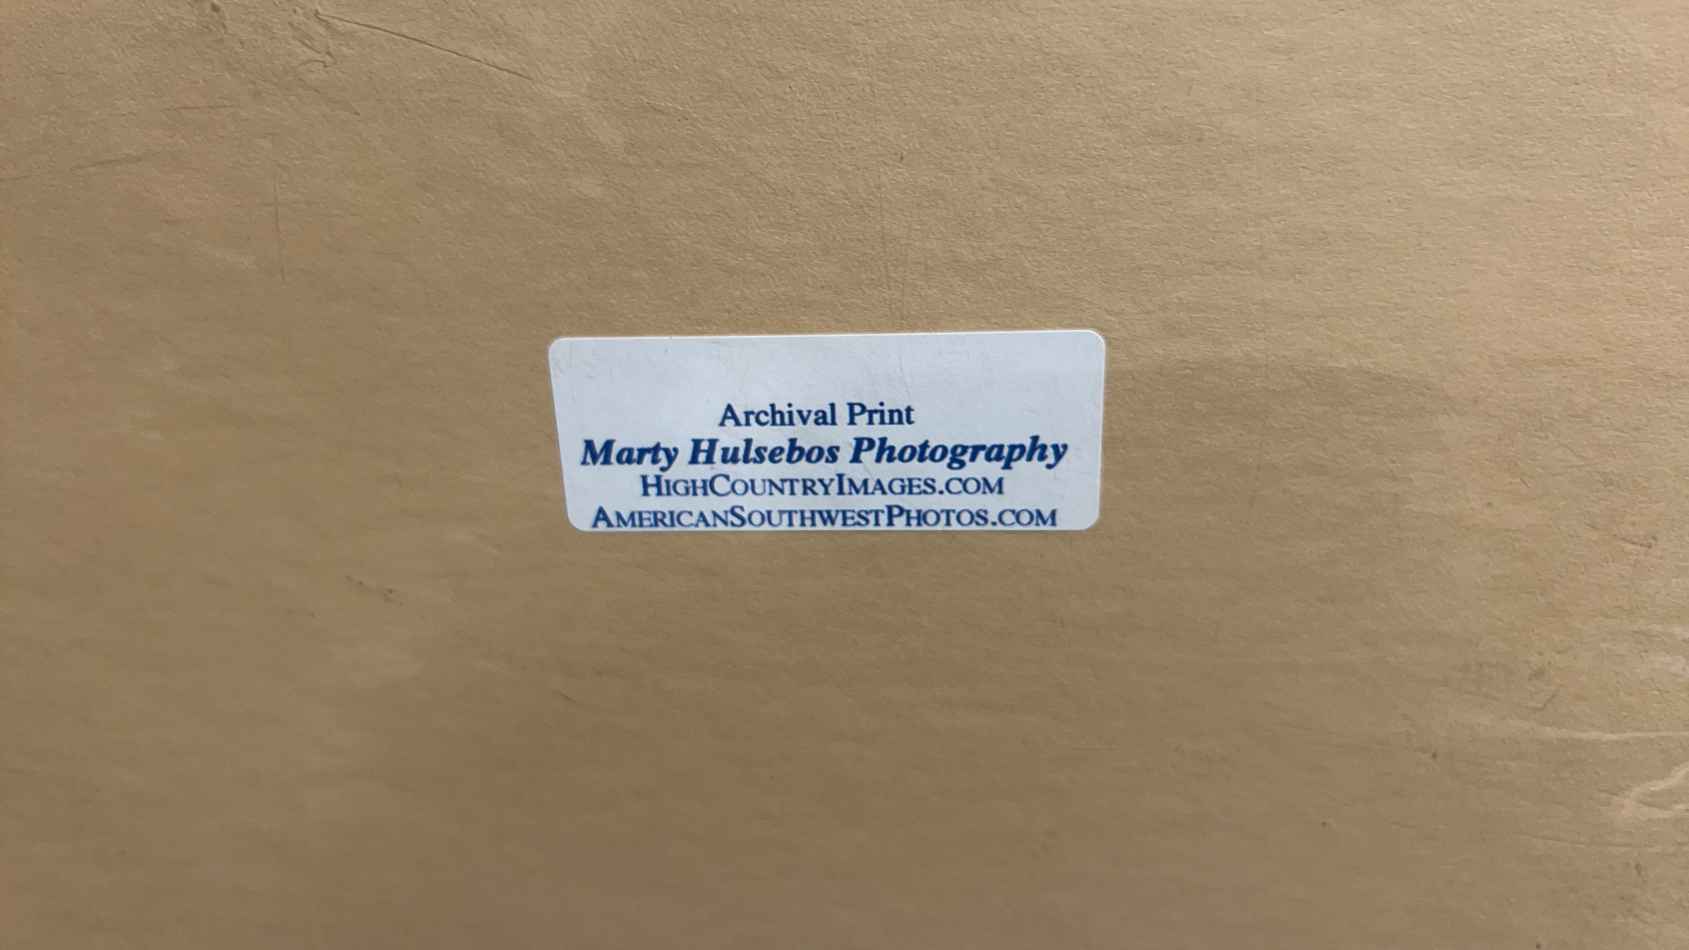 Archival Print
Marty Hulsebos Photography
HighCountryImages.com
AmericanSouthwestPhotos.com